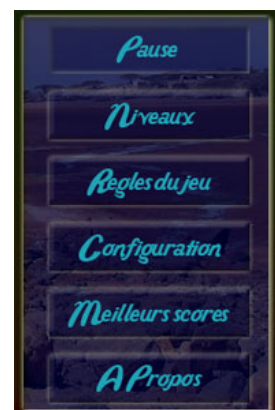 Pause
Niveaux
Regles du jeu
Configuration
Meilleurs scores
A Propos